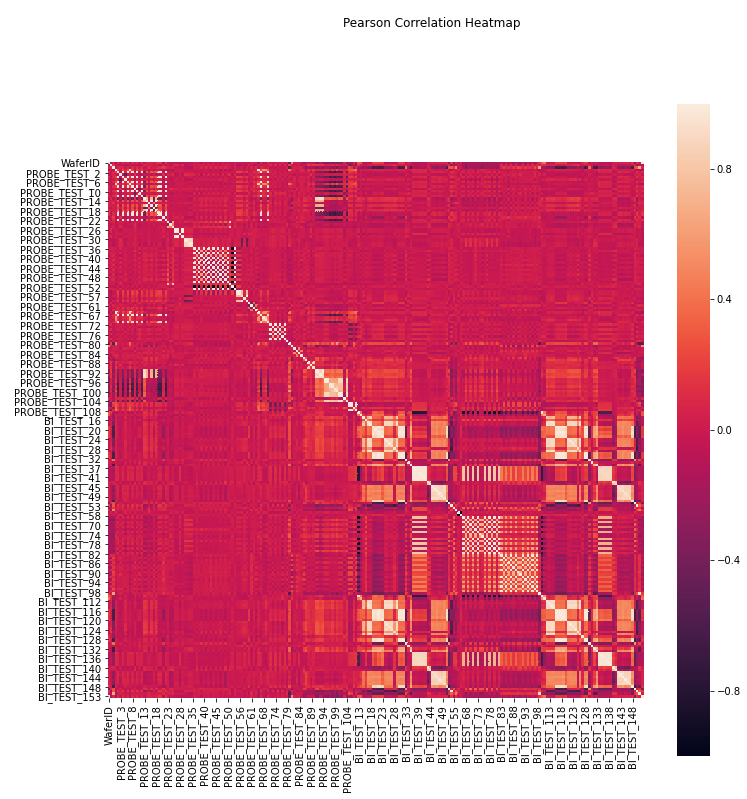 Pearson Correlation Heatmap
WaferID
PROBE_TEST_2
PROBE_TEST_6
PROBE_TEST_10
PROBE_TEST_14
PROBE_TEST_18
PROBE_TEST_22
PROBE_TEST_26
PROBE_TEST_30
PROBE_TEST_36
PROBE_TEST_40
PROBE_TEST_44
PROBE_TEST_48
PROBE_TEST_52
PROBE_TEST_57
PROBE_TEST_61
PROBE_TEST_67
PROBE_TEST_72
PROBE_TEST_76
PROBE_TEST_80
PROBE_TEST_84
PROBE_TEST_88
PROBE_TEST_92
PROBE_TEST_96
PROBE_TEST_100
PROBE_TEST_104
PROBE_TEST_108
BI_TEST_16
BI_TEST_20
BI_TEST_24
BI_TEST_28
BI_TEST_32
BI_TEST_37
BI_TEST_41
BI_TEST_45
BI_TEST_49
BI_TEST_53
BI_TEST_58
BI_TEST_70
BI_TEST_74
BI_TEST_78
BI_TEST_82
BI_TEST_86
BI_TEST_90
BI_TEST_94
BI_TEST_98
BI_TEST_112
BI_TEST_116
BI_TEST_120
BI_TEST_124
BI_TEST_128
BI_TEST_132
BI_TEST_136
BI_TEST_140
BI_TEST_144
BI_TEST_148
BI_TEST_153
WaferID
PROBE_TEST_3
PROBE_TEST_8
PROBE_TEST_13
PROBE_TEST_18
PROBE_TEST_23
PROBE_TEST_28
PROBE_TEST_35
PROBE_TEST_40
PROBE_TEST_45
PROBE_TEST_50
PROBE_TEST_56
PROBE_TEST_61
PROBE_TEST_68
PROBE_TEST_74
PROBE_TEST_79
PROBE_TEST_84
PROBE_TEST_89
PROBE_TEST_94
PROBE_TEST_99
PROBE_TEST_104
BI_TEST_13
BI_TEST_18
BI_TEST_23
BI_TEST_28
BI_TEST_33
BI_TEST_39
BI_TEST_44
BI_TEST_49
BI_TEST_55
BI_TEST_68
BI_TEST_73
BI_TEST_78
BI_TEST_83
BI_TEST_88
BI_TEST_93
BI_TEST_98
BI_TEST_113
BI_TEST_118
BI_TEST_123
BI_TEST_128
BI_TEST_133
BI_TEST_138
BI_TEST_143
BI_TEST_148
0.8
0.4
0.0
−0.4
−0.8